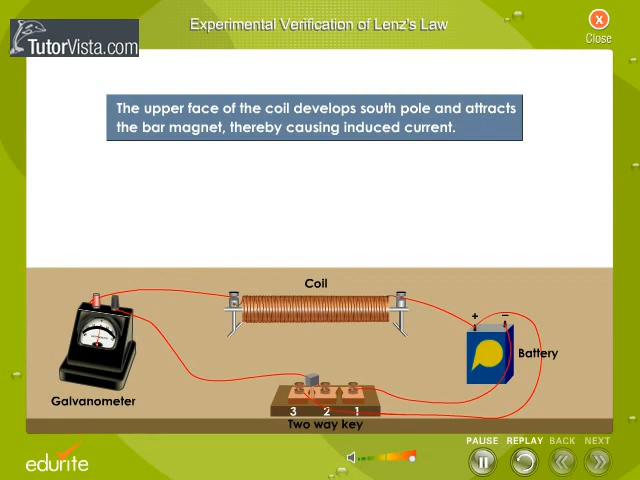 Experimental Verification of Lenz's Law
X
Close
TutorVista.com
The upper face of the coil develops south pole and attracts
the bar magnet, thereby causing induced current.
Coil
+ −
Battery
Galvanometer
3 2 1
Two way key
PAUSE REPLAY BACK NEXT
edurite